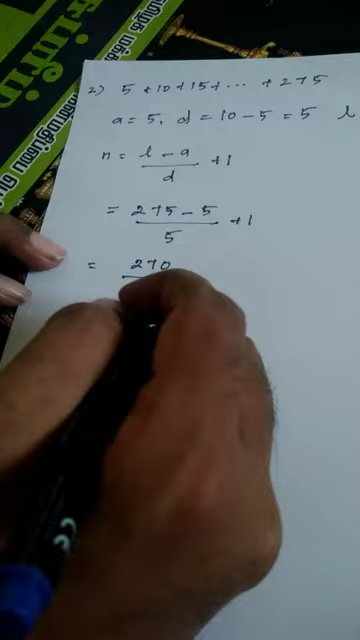 2) 5 + 10 + 15 + ... + 275
a = 5, d = 10 - 5 = 5 l
n = (l - a)/d + 1
= (275 - 5)/5 + 1
= 270